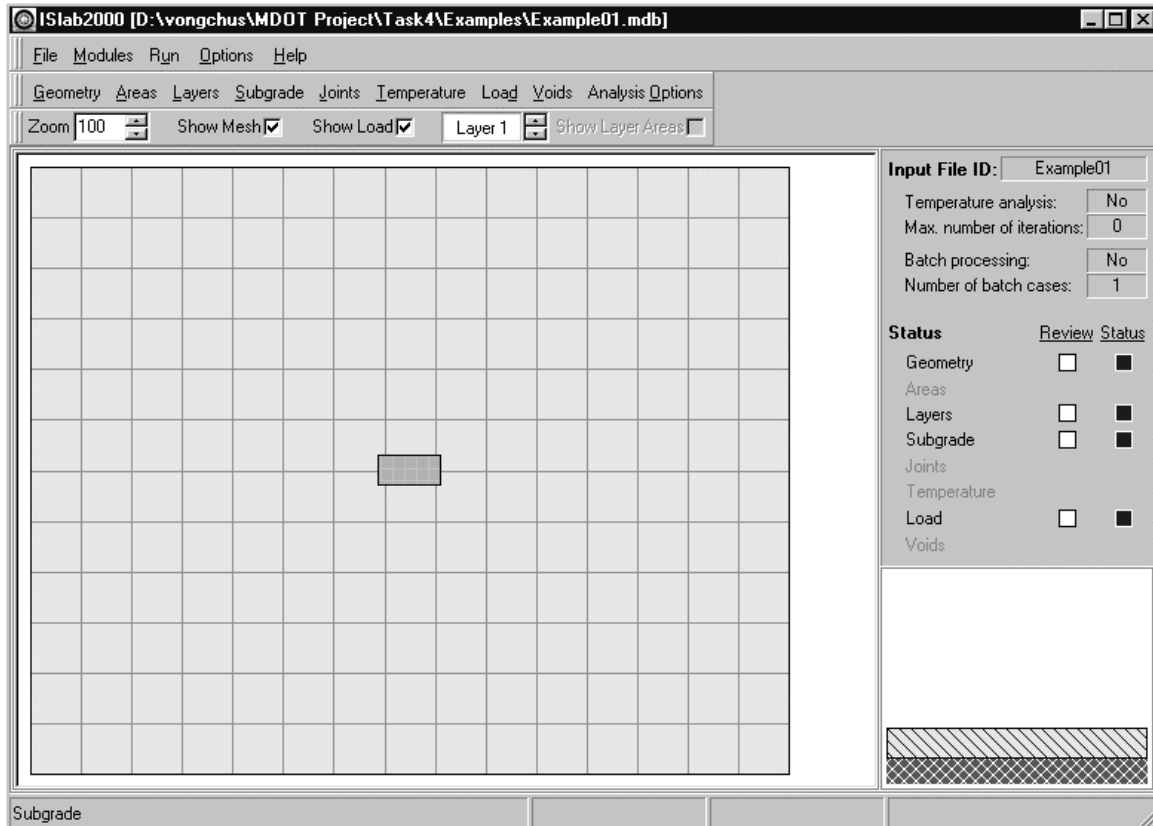 ISlab2000 [D:\vongchus\MDOT Project\Task4\Examples\Example01.mdb]
File Modules Run Options Help
Geometry Areas Layers Subgrade Joints Temperature Load Voids Analysis Options
Zoom 100 Show Mesh Show Load Layer 1 Show Layer Areas
Input File ID: Example01
Temperature analysis: No
Max. number of iterations: 0
Batch processing: No
Number of batch cases: 1
Status Review Status
Geometry
Areas
Layers
Subgrade
Joints
Temperature
Load
Voids
Subgrade